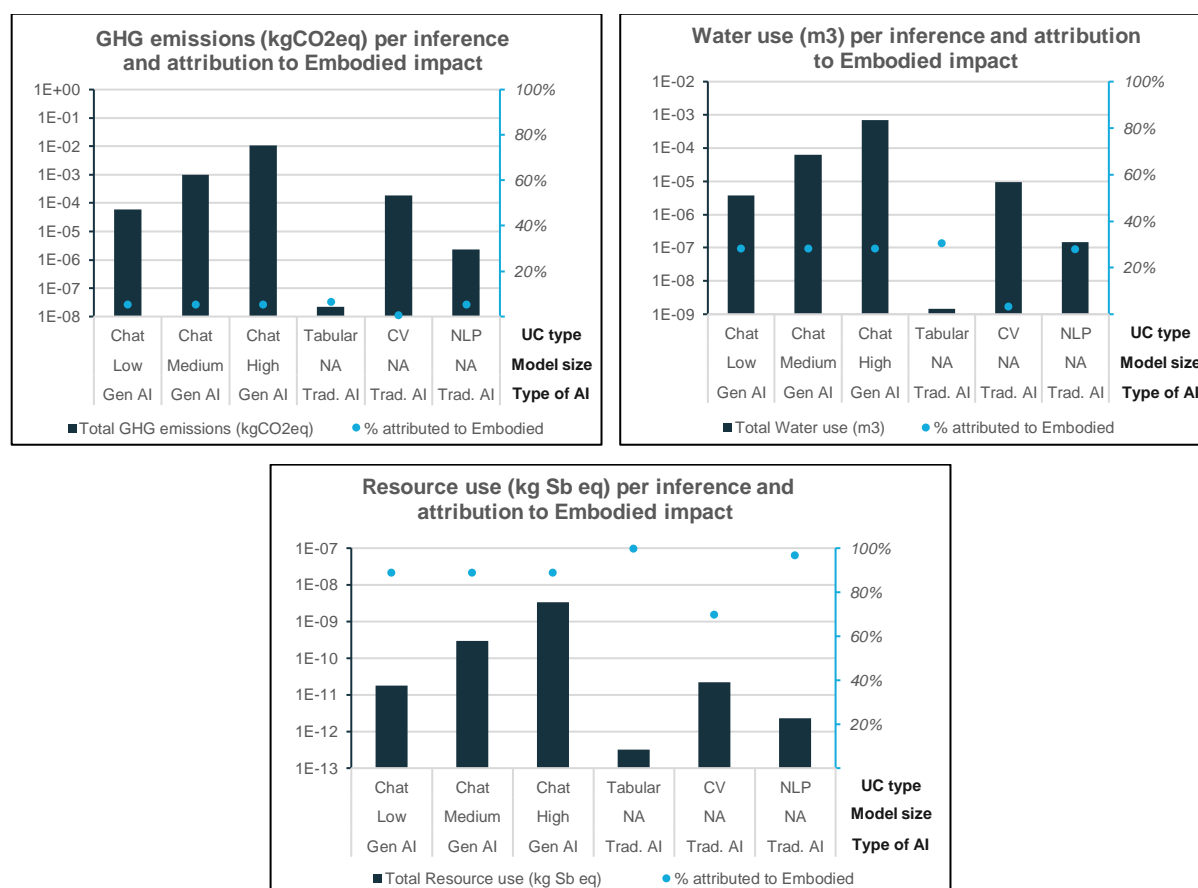 GHG emissions (kgCO2eq) per inference
and attribution to Embodied impact
1E+00
1E-01
1E-02
1E-03
1E-04
1E-05
1E-06
1E-07
1E-08
100%
80%
60%
40%
20%
Chat Chat Chat Tabular CV NLP UC type
Low Medium High NA NA NA Model size
Gen AI Gen AI Gen AI Trad. AI Trad. AI Trad. AI Type of AI
Total GHG emissions (kgCO2eq) % attributed to Embodied
Water use (m3) per inference and attribution
to Embodied impact
1E-02
1E-03
1E-04
1E-05
1E-06
1E-07
1E-08
1E-09
100%
80%
60%
40%
20%
Chat Chat Chat Tabular CV NLP UC type
Low Medium High NA NA NA Model size
Gen AI Gen AI Gen AI Trad. AI Trad. AI Trad. AI Type of AI
Total Water use (m3) % attributed to Embodied
Resource use (kg Sb eq) per inference and
attribution to Embodied impact
1E-07
1E-08
1E-09
1E-10
1E-11
1E-12
1E-13
100%
80%
60%
40%
20%
Chat Chat Chat Tabular CV NLP UC type
Low Medium High NA NA NA Model size
Gen AI Gen AI Gen AI Trad. AI Trad. AI Trad. AI Type of AI
Total Resource use (kg Sb eq) % attributed to Embodied